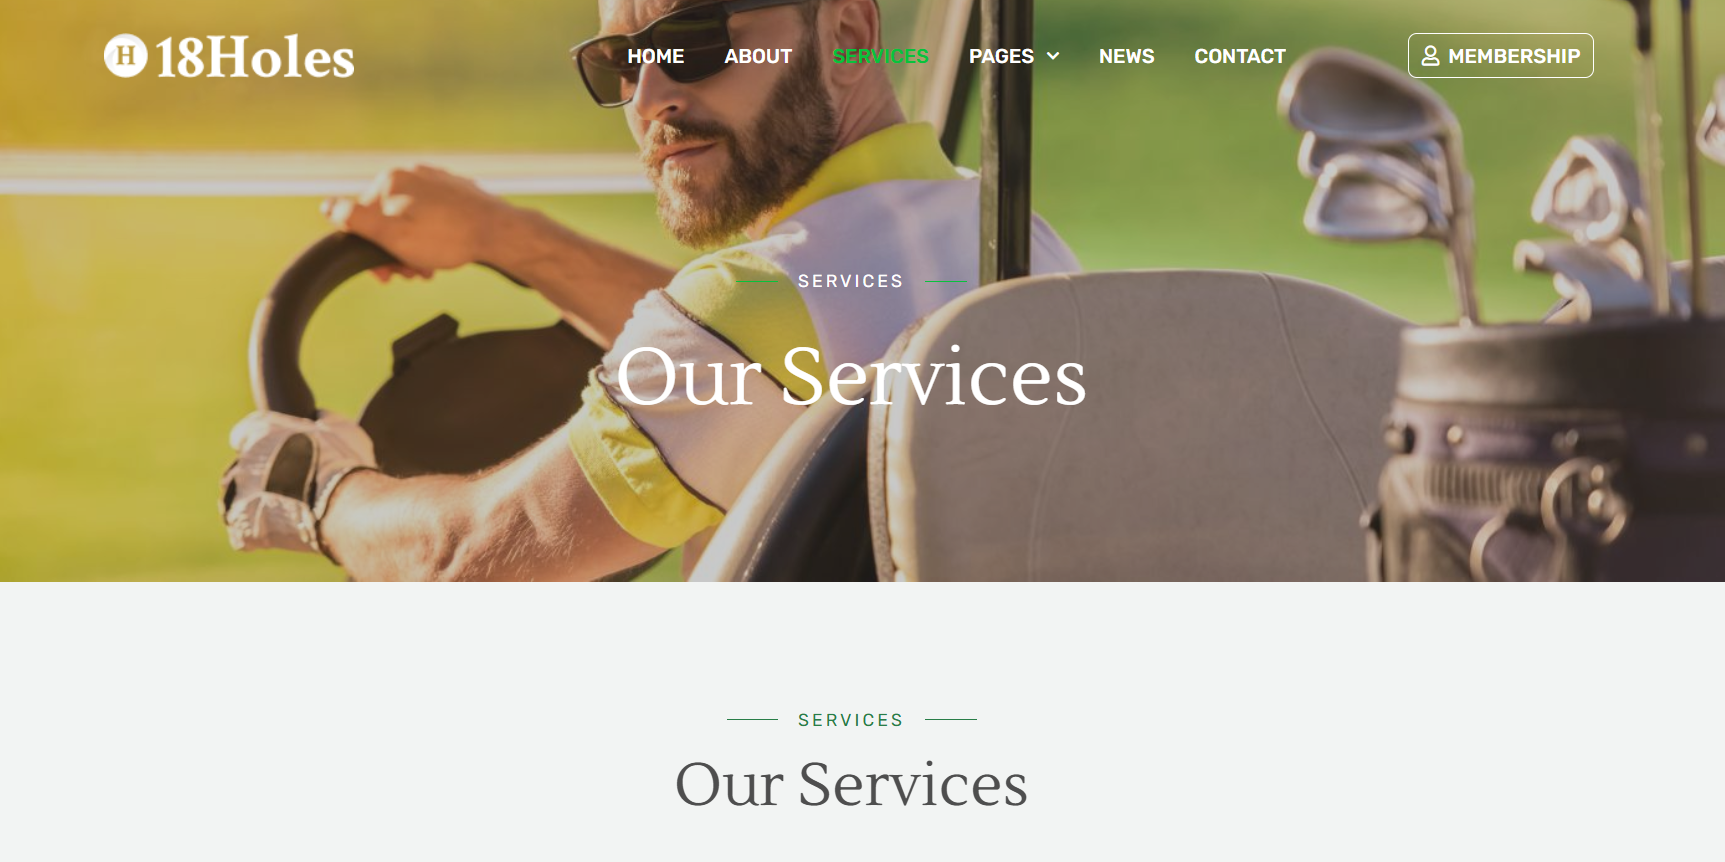 H 18Holes
HOME ABOUT SERVICES PAGES NEWS CONTACT MEMBERSHIP
SERVICES
Our Services
SERVICES
Our Services